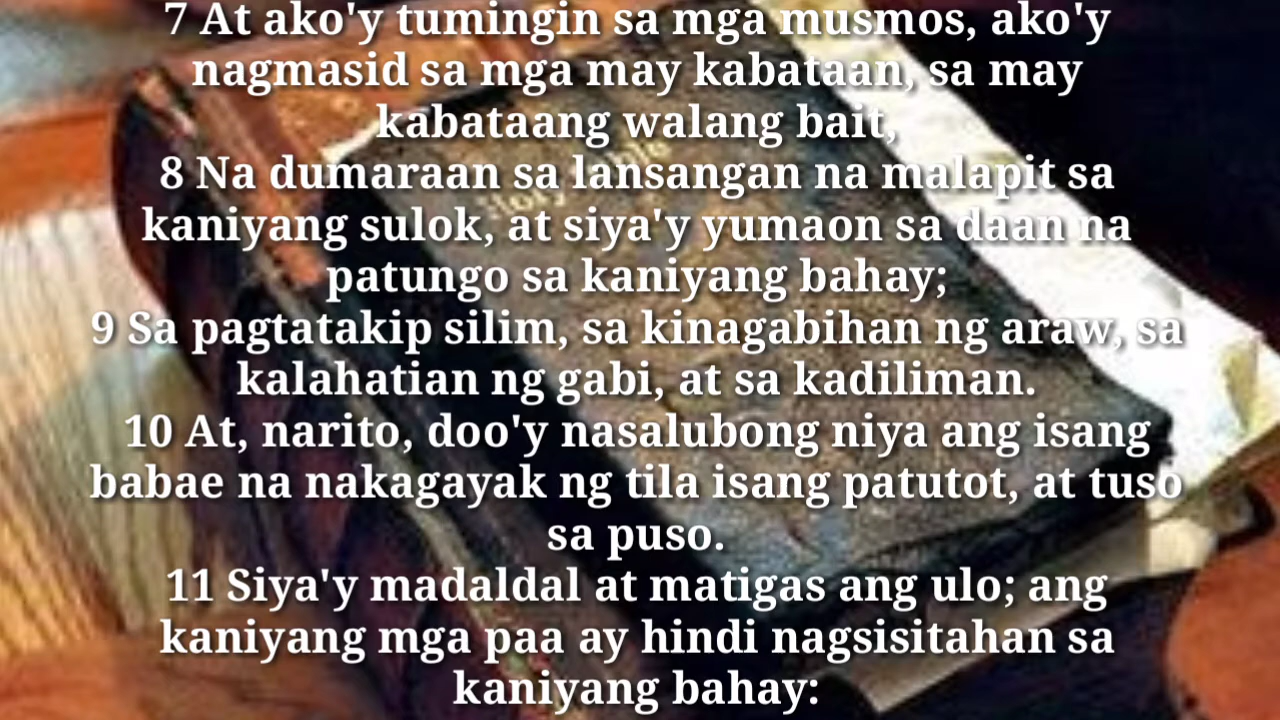 7 At ako'y tumingin sa mga musmos, ako'y
nagmasid sa mga may kabataan, sa may
kabataang walang bait,
8 Na dumaraan sa lansangan na malapit sa
kaniyang sulok, at siya'y yumaon sa daan na
patungo sa kaniyang bahay;
9 Sa pagtatakip silim, sa kinagabihan ng araw, sa
kalahatian ng gabi, at sa kadiliman.
10 At, narito, doo'y nasalubong niya ang isang
babae na nakagayak ng tila isang patutot, at tuso
sa puso.
11 Siya'y madaldal at matigas ang ulo; ang
kaniyang mga paa ay hindi nagsisitahan sa
kaniyang bahay:
Holy Bible